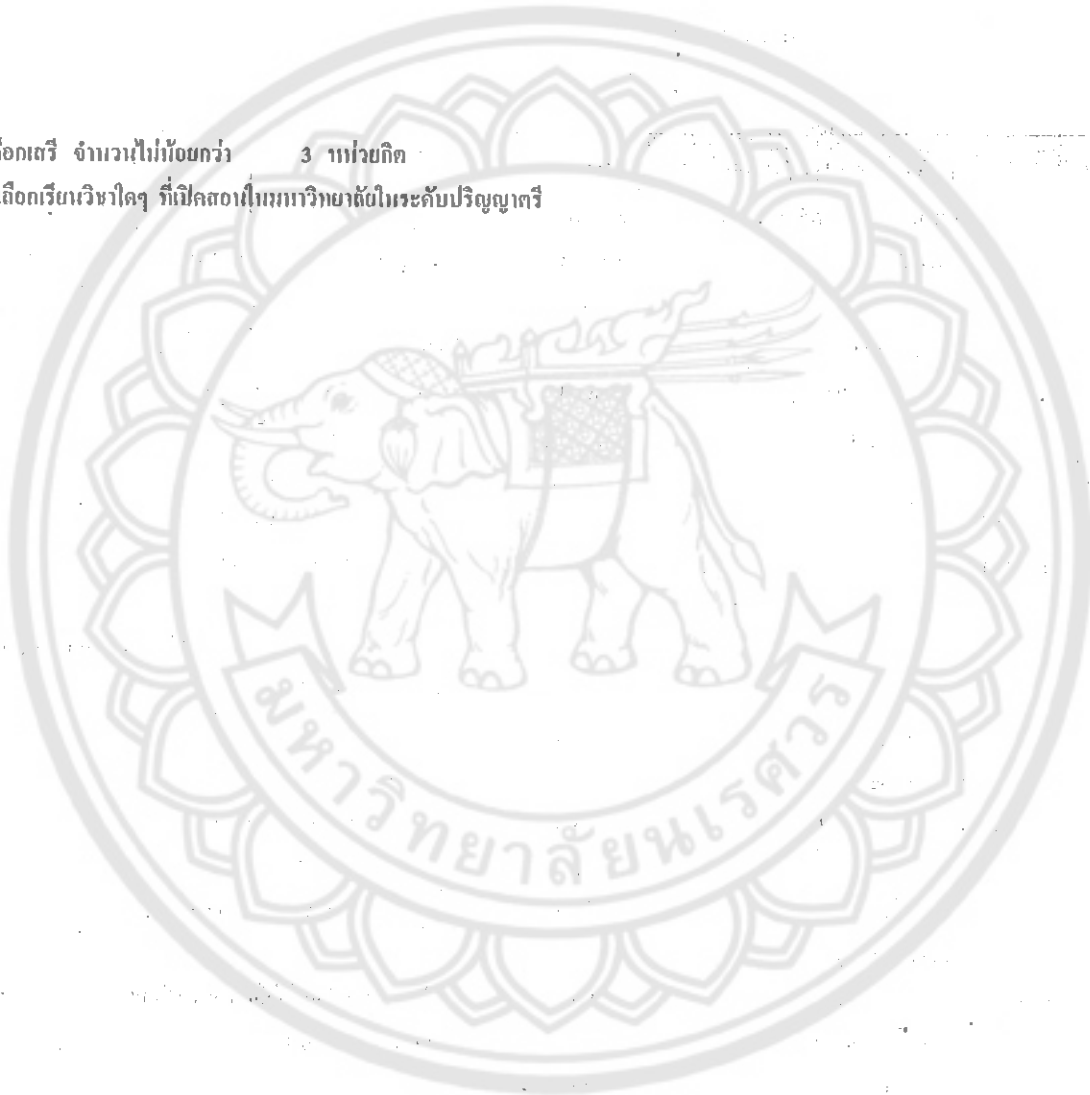 ือกเสรี จำนวนไม่น้อยกว่า 3 หน่วยกิต
เลือกเรียนวิชาใดๆ ที่เปิดสอนในมหาวิทยาลัยในระดับปริญญาตรี
มหาวิทยาลัยนเรศวร